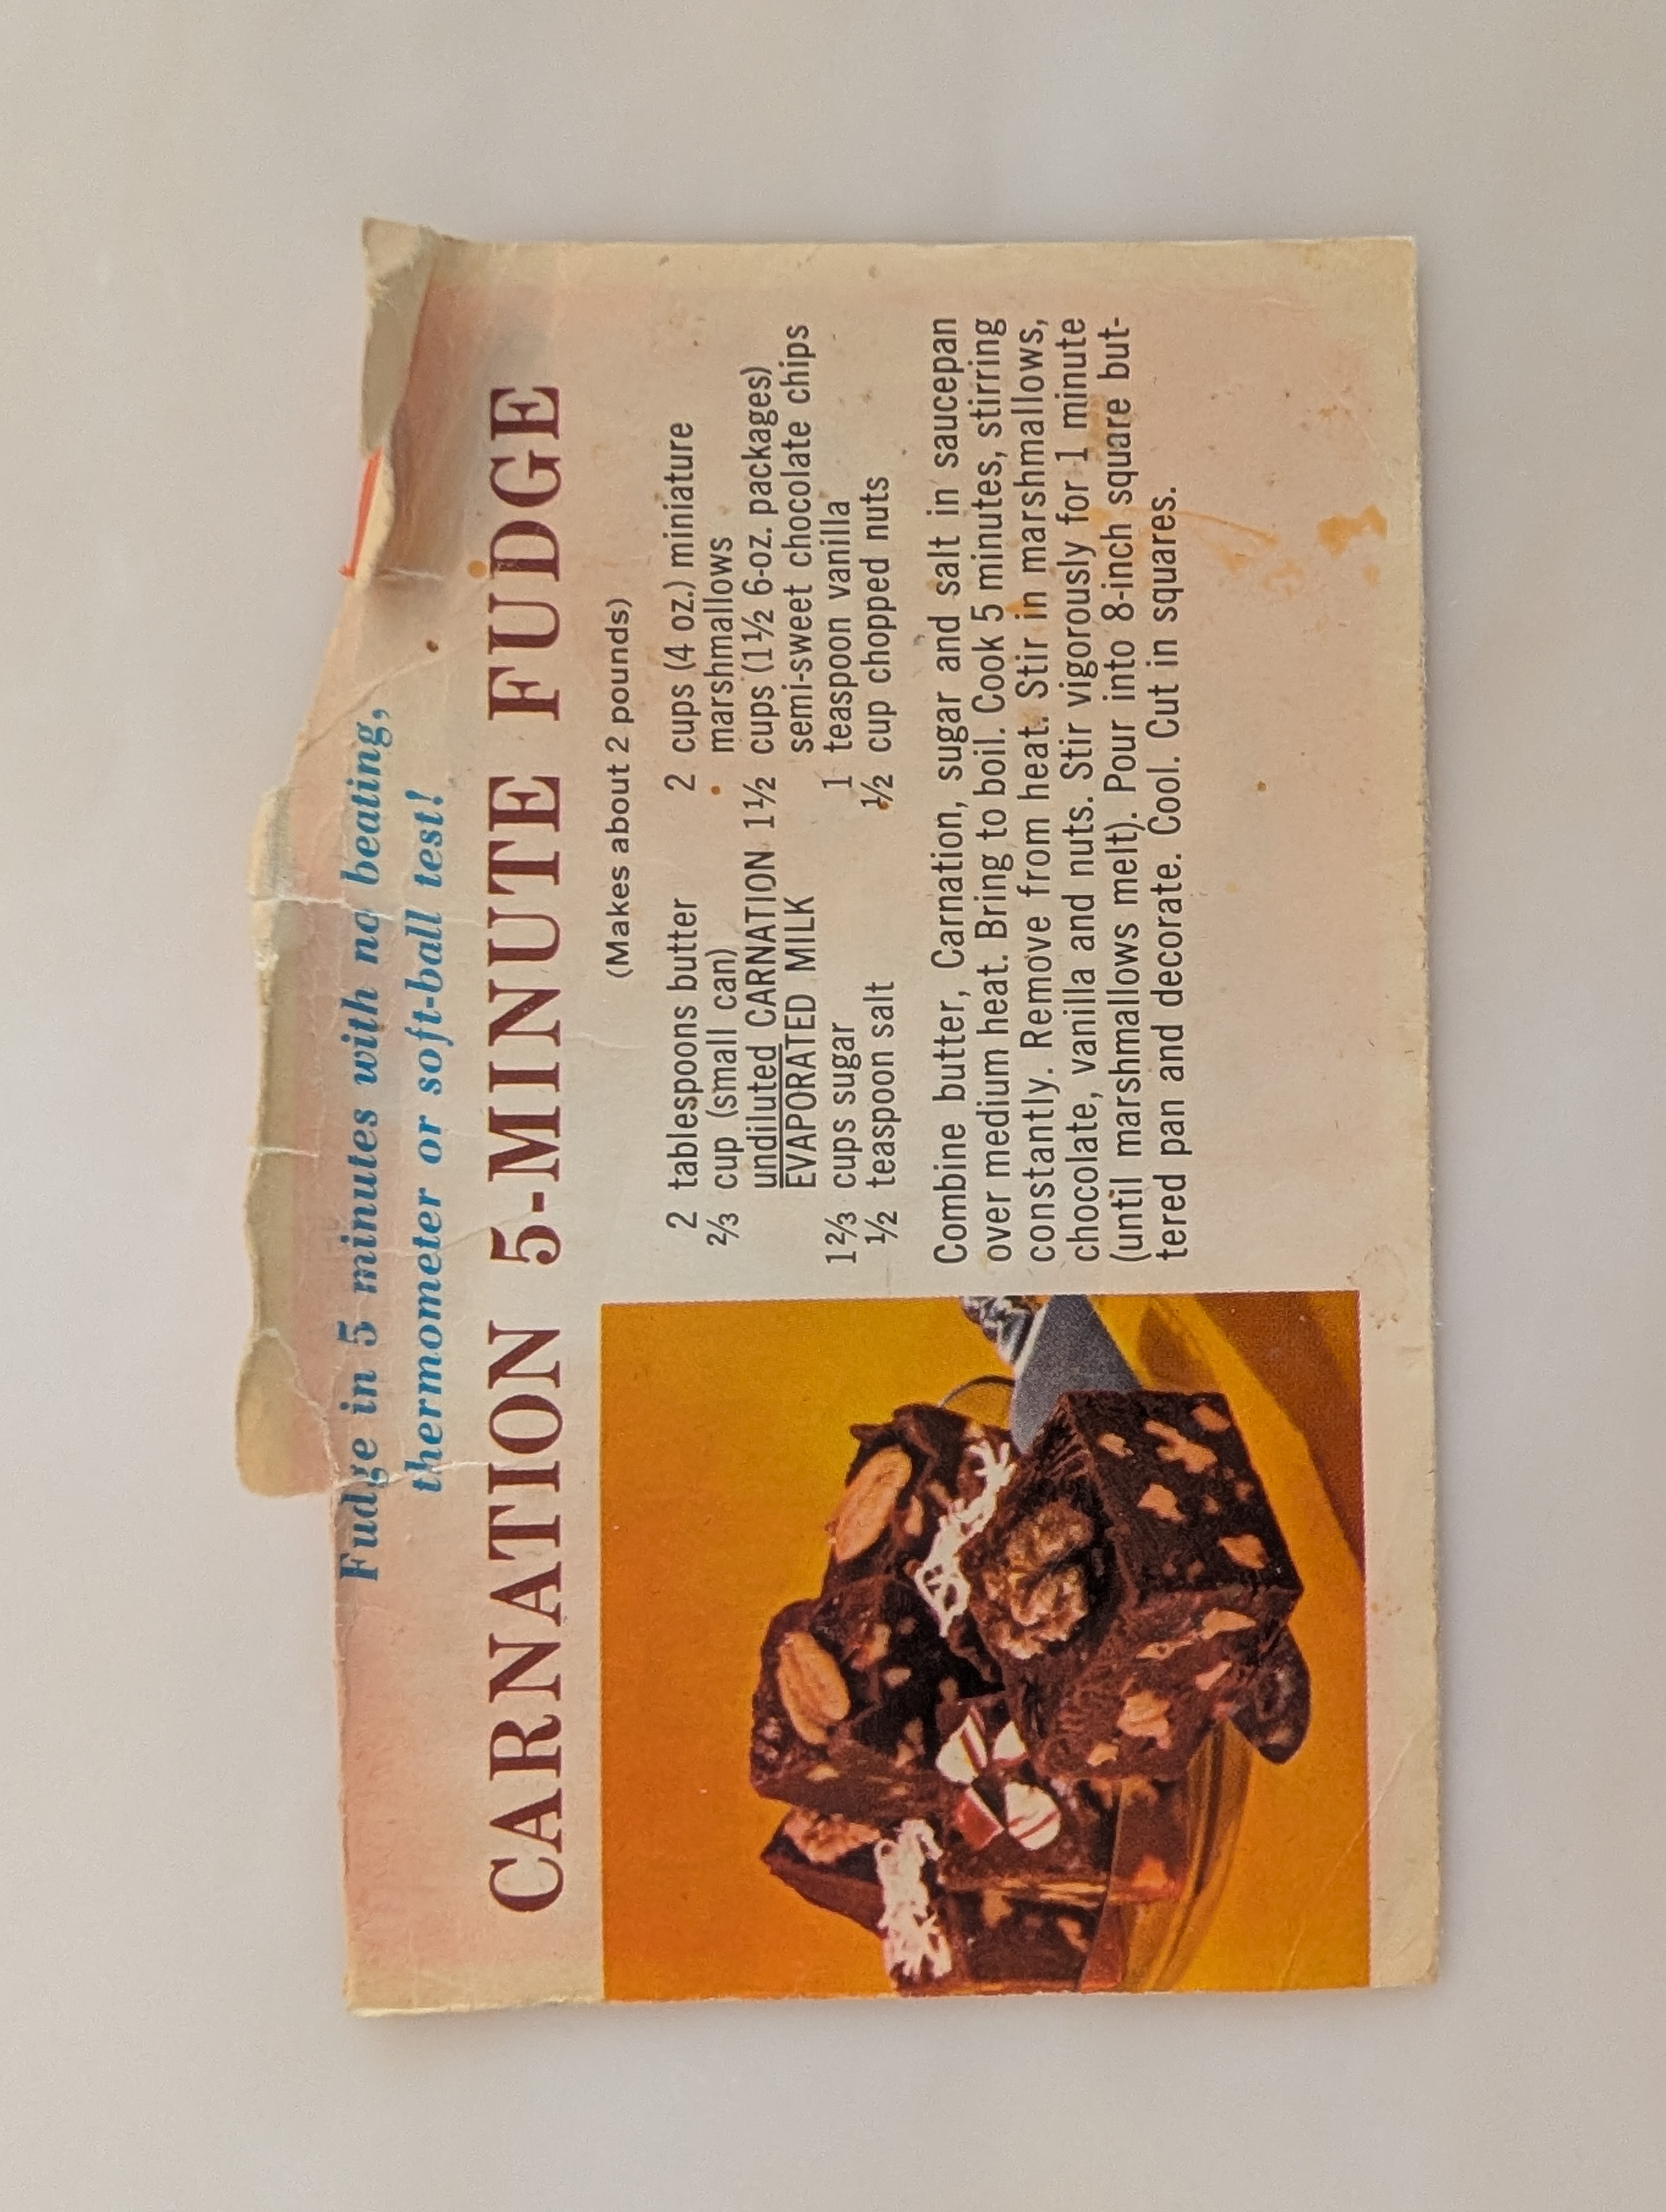 Fudge in 5 minutes with no beating,
thermometer or soft-ball test!
CARNATION 5-MINUTE FUDGE
(Makes about 2 pounds)
2 tablespoons butter
⅔ cup (small can)
undiluted CARNATION
EVAPORATED MILK
1⅔ cups sugar
½ teaspoon salt
2 cups (4 oz.) miniature
marshmallows
1½ cups (1½ 6-oz. packages)
semi-sweet chocolate chips
1 teaspoon vanilla
½ cup chopped nuts
Combine butter, Carnation, sugar and salt in saucepan
over medium heat. Bring to boil. Cook 5 minutes, stirring
constantly. Remove from heat. Stir in marshmallows,
chocolate, vanilla and nuts. Stir vigorously for 1 minute
(until marshmallows melt). Pour into 8-inch square but-
tered pan and decorate. Cool. Cut in squares.